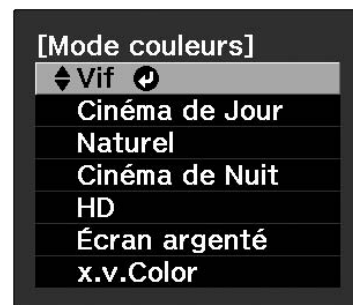 [Mode couleurs]
Vif
Cinéma de Jour
Naturel
Cinéma de Nuit
HD
Écran argenté
x.v.Color